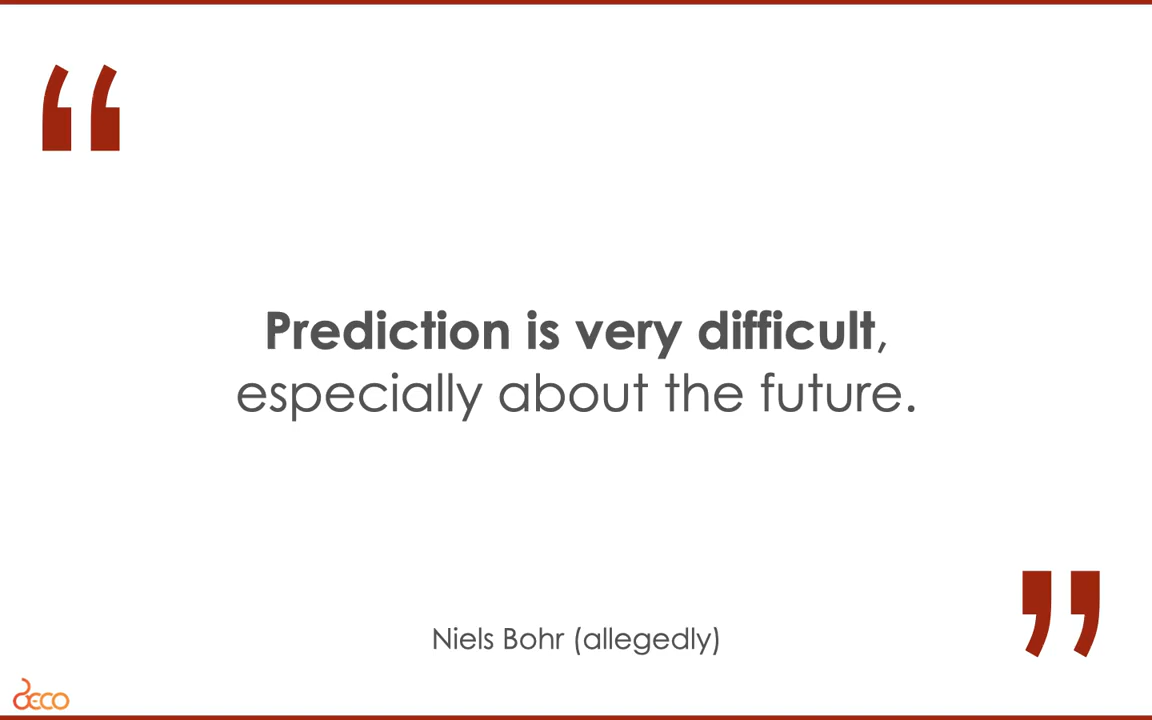 “
Prediction is very difficult,
especially about the future.
”
Niels Bohr (allegedly)
DECO